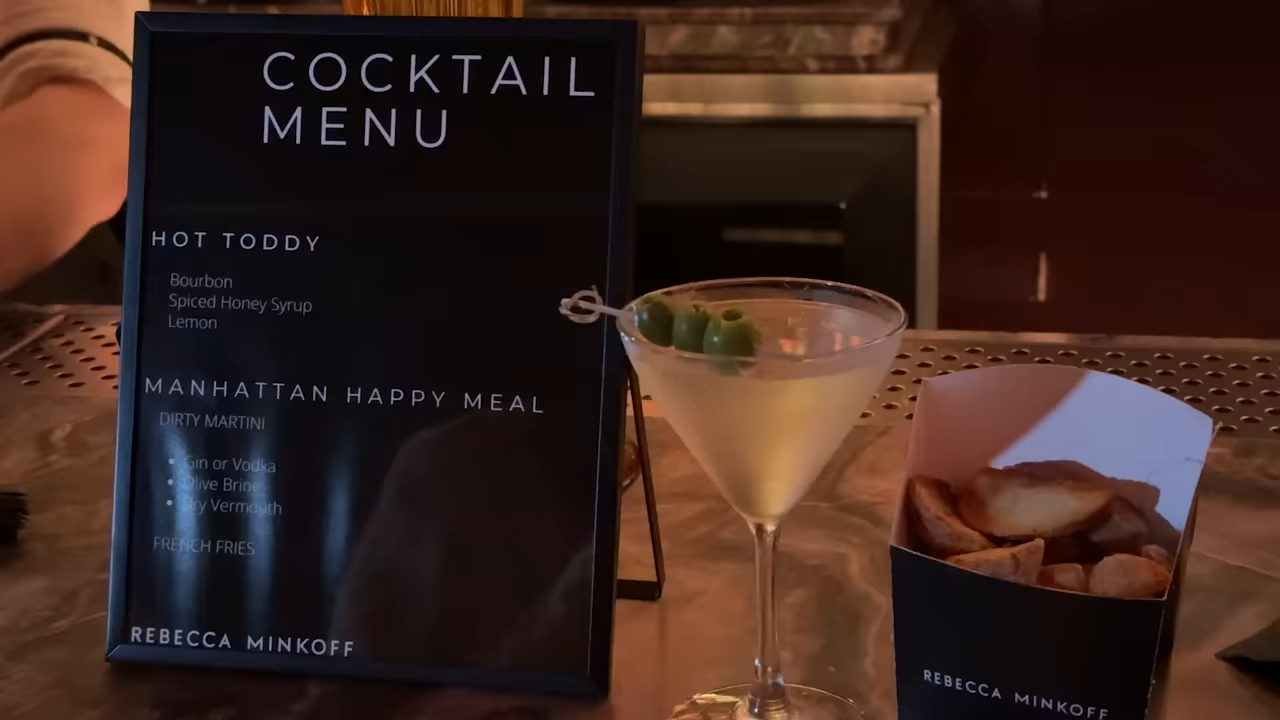 COCKTAIL
MENU
HOT TODDY
Bourbon
Spiced Honey Syrup
Lemon
MANHATTAN HAPPY MEAL
DIRTY MARTINI
• Gin or Vodka
• Olive Brine
• Dry Vermouth
FRENCH FRIES
REBECCA MINKOFF
REBECCA MINKOFF